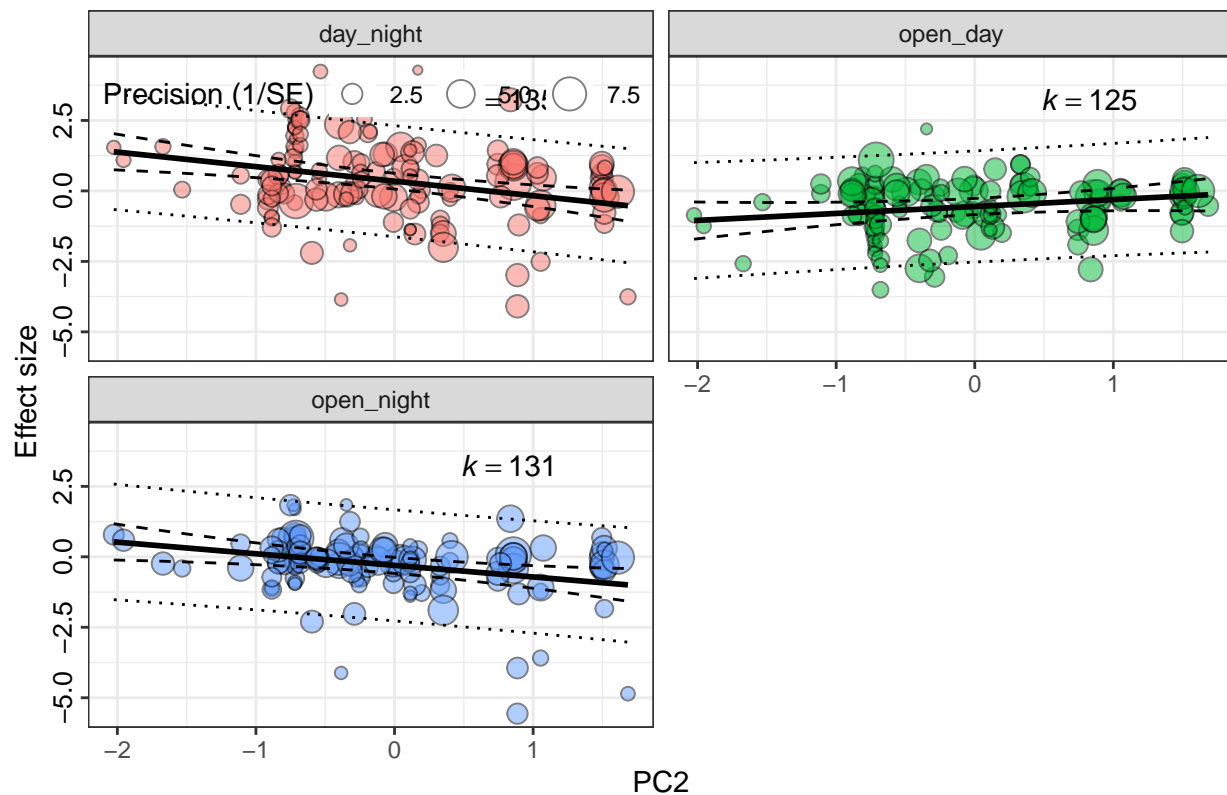 day_night
open_day
Precision (1/SE) 2.5 5.0 7.5
k = 125
2.5
0.0
−2.5
−5.0
−2 −1 0 1
open_night
k = 131
2.5
0.0
−2.5
−5.0
−2 −1 0 1
Effect size
PC2